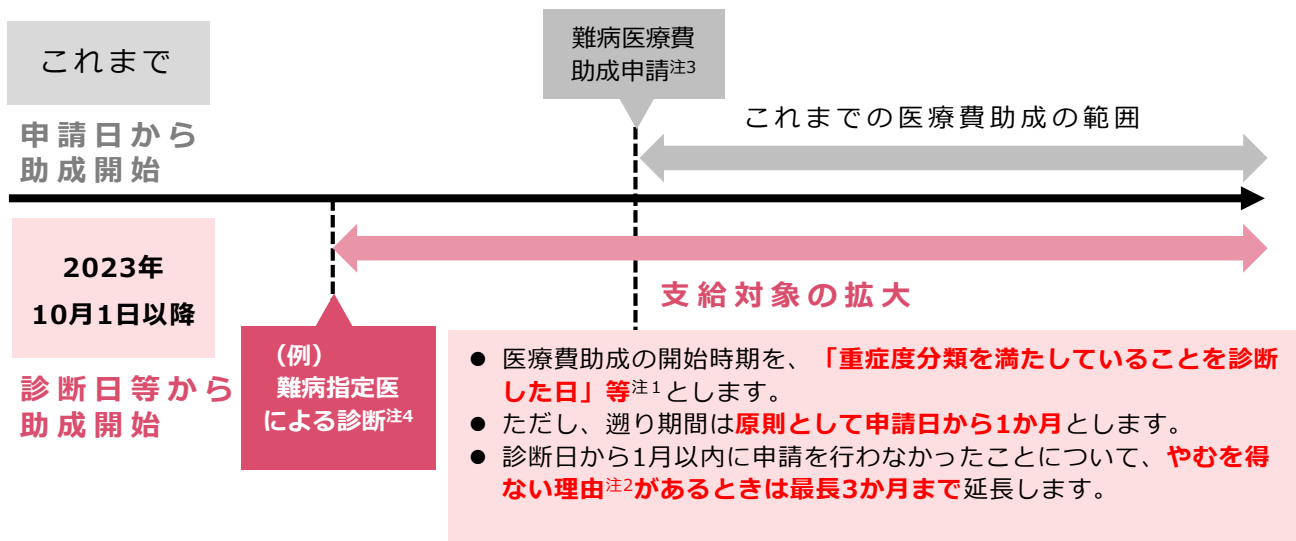 これまで
申請日から
助成開始
難病医療費
助成申請注3
これまでの医療費助成の範囲
2023年
10月1日以降
診断日等から
助成開始
(例)
難病指定医
による診断注4
支給対象の拡大
● 医療費助成の開始時期を、「重症度分類を満たしていることを診断
した日」等注1とします。
● ただし、遡り期間は原則として申請日から1か月とします。
● 診断日から1月以内に申請を行わなかったことについて、やむを得
ない理由注2があるときは最長3か月まで延長します。